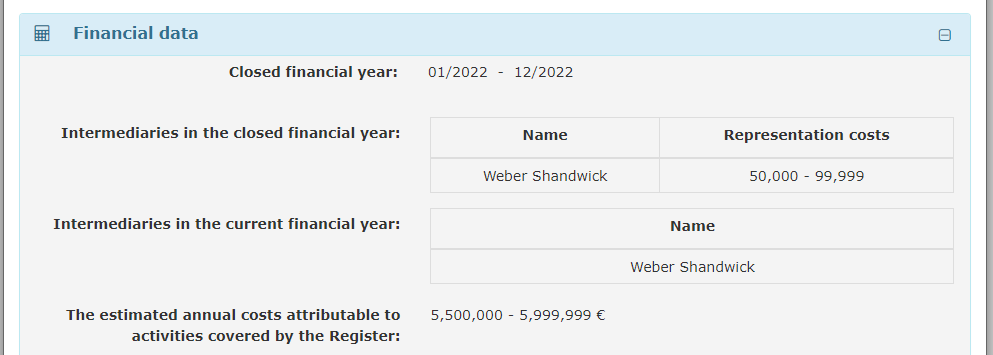 Financial data
Closed financial year: 01/2022 - 12/2022
Intermediaries in the closed financial year:
Name Representation costs
Weber Shandwick 50,000 - 99,999
Intermediaries in the current financial year:
Name
Weber Shandwick
The estimated annual costs attributable to 5,500,000 - 5,999,999 €
activities covered by the Register: